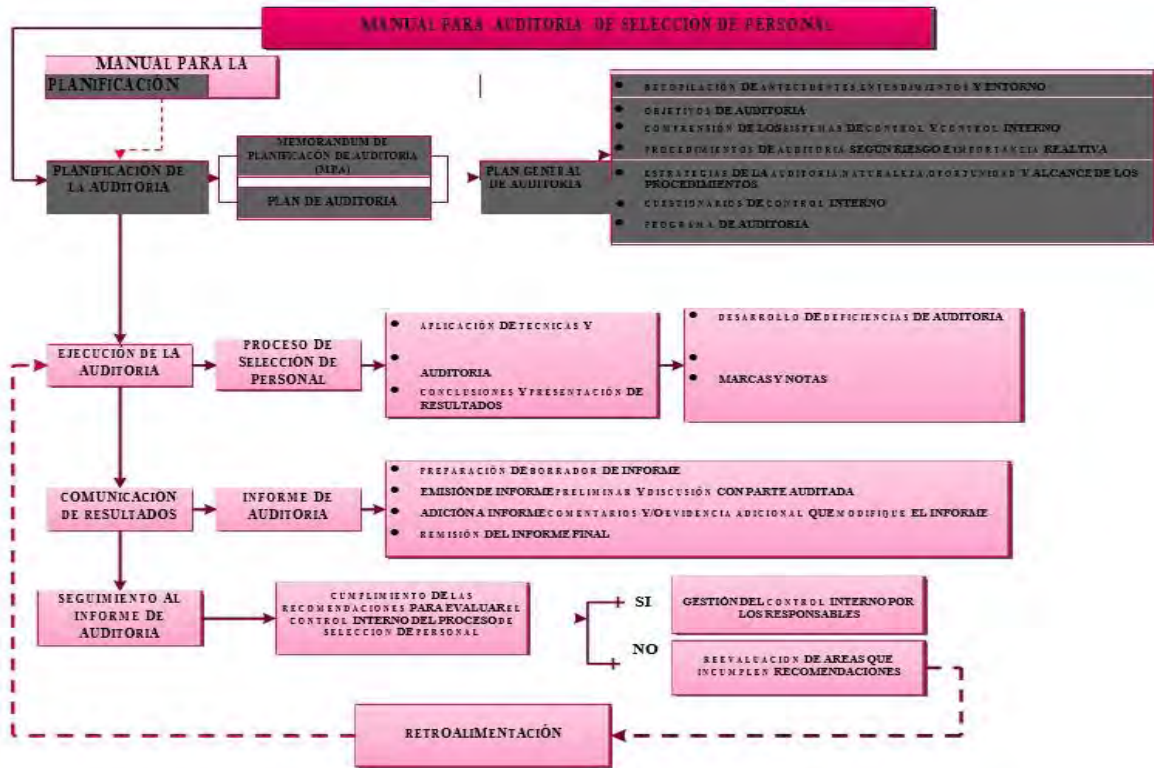 MANUAL PARA AUDITORIA DE SELECCION DE PERSONAL
MANUAL PARA LA
PLANIFICACIÓN
PLANIFICACIÓN DE
LA AUDITORIA
MEMORANDUM DE
PLANIFICACÓN DE AUDITORIA
(MPA)
PLAN DE AUDITORIA
PLAN GENERAL
DE AUDITORIA
• RECOPILACIÓN DE ANTECEDENTES, ENTENDIMIENTOS Y ENTORNO
• OBJETIVOS DE AUDITORIA
• COMPRENSIÓN DE LOS SISTEMAS DE CONTROL Y CONTROL INTERNO
• PROCEDIMIENTOS DE AUDITORIA SEGÚN RIESGO E IMPORTANCIA REALTIVA
• ESTRATEGIAS DE LA AUDITORIA, NATURALEZA, OPORTUNIDAD Y ALCANCE DE LOS
PROCEDIMIENTOS
• CUESTIONARIOS DE CONTROL INTERNO
• PROGRAMA DE AUDITORIA
EJECUCIÓN DE LA
AUDITORIA
PROCESO DE
SELECCIÓN DE
PERSONAL
• APLICACIÓN DE TECNICAS Y
•
AUDITORIA
• CONCLUSIONES Y PRESENTACIÓN DE
RESULTADOS
• DESARROLLO DE DEFICIENCIAS DE AUDITORIA
•
• MARCAS Y NOTAS
COMUNICACIÓN
DE RESULTADOS
INFORME DE
AUDITORIA
• PREPARACIÓN DE BORRADOR DE INFORME
• EMISIÓN DE INFORME PRELIMINAR Y DISCUSIÓN CON PARTE AUDITADA
• ADICIÓN A INFORME COMENTARIOS Y/O EVIDENCIA ADICIONAL QUE MODIFIQUE EL INFORME
• REMISIÓN DEL INFORME FINAL
SEGUIMIENTO AL
INFORME DE
AUDITORIA
CUMPLIMIENTO DE LAS
RECOMENDACIONES PARA EVALUAR EL
CONTROL INTERNO DEL PROCESO DE
SELECCION DE PERSONAL
SI
NO
GESTIÓN DEL CONTROL INTERNO POR
LOS RESPONSABLES
REEVALUACIÓN DE AREAS QUE
INCUMPLEN RECOMENDACIONES
RETROALIMENTACIÓN